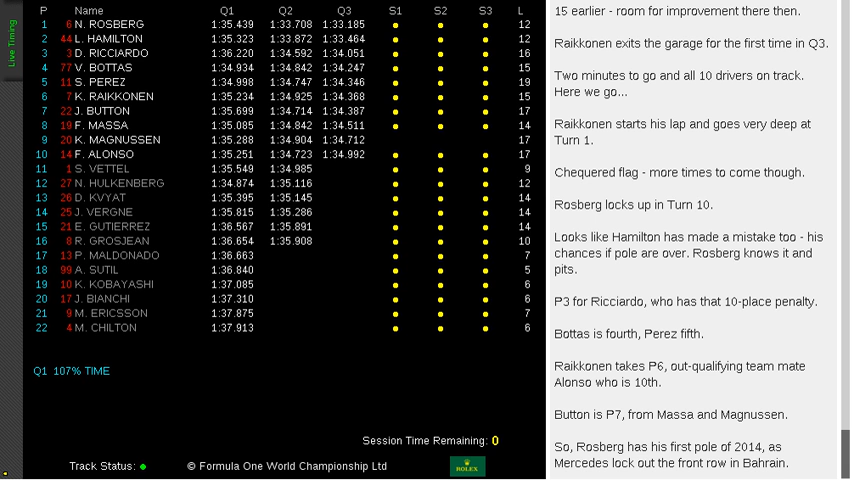 Live Timing
P Name Q1 Q2 Q3 S1 S2 S3 L
1 6 N. ROSBERG 1:35.439 1:33.708 1:33.185 12
2 44 L. HAMILTON 1:35.323 1:33.872 1:33.464 12
3 3 D. RICCIARDO 1:36.220 1:34.592 1:34.051 16
4 77 V. BOTTAS 1:34.934 1:34.842 1:34.247 15
5 11 S. PEREZ 1:34.998 1:34.747 1:34.346 19
6 7 K. RAIKKONEN 1:35.234 1:34.925 1:34.368 15
7 22 J. BUTTON 1:35.699 1:34.714 1:34.387 17
8 19 F. MASSA 1:35.085 1:34.842 1:34.511 14
9 20 K. MAGNUSSEN 1:35.288 1:34.904 1:34.712 17
10 14 F. ALONSO 1:35.251 1:34.723 1:34.992 17
11 1 S. VETTEL 1:35.549 1:34.985 9
12 27 N. HULKENBERG 1:34.874 1:35.116 12
13 26 D. KVYAT 1:35.395 1:35.145 14
14 25 J. VERGNE 1:35.815 1:35.286 14
15 21 E. GUTIERREZ 1:36.567 1:35.891 14
16 8 R. GROSJEAN 1:36.654 1:35.908 10
17 13 P. MALDONADO 1:36.663 7
18 99 A. SUTIL 1:36.840 5
19 10 K. KOBAYASHI 1:37.085 6
20 17 J. BIANCHI 1:37.310 6
21 9 M. ERICSSON 1:37.875 7
22 4 M. CHILTON 1:37.913 6
Q1 107% TIME
Session Time Remaining: 0
Track Status:
© Formula One World Championship Ltd
ROLEX
15 earlier - room for improvement there then.
Raikkonen exits the garage for the first time in Q3.
Two minutes to go and all 10 drivers on track.
Here we go...
Raikkonen starts his lap and goes very deep at
Turn 1.
Chequered flag - more times to come though.
Rosberg locks up in Turn 10.
Looks like Hamilton has made a mistake too - his
chances if pole are over. Rosberg knows it and
pits.
P3 for Ricciardo, who has that 10-place penalty.
Bottas is fourth, Perez fifth.
Raikkonen takes P6, out-qualifying team mate
Alonso who is 10th.
Button is P7, from Massa and Magnussen.
So, Rosberg has his first pole of 2014, as
Mercedes lock out the front row in Bahrain.